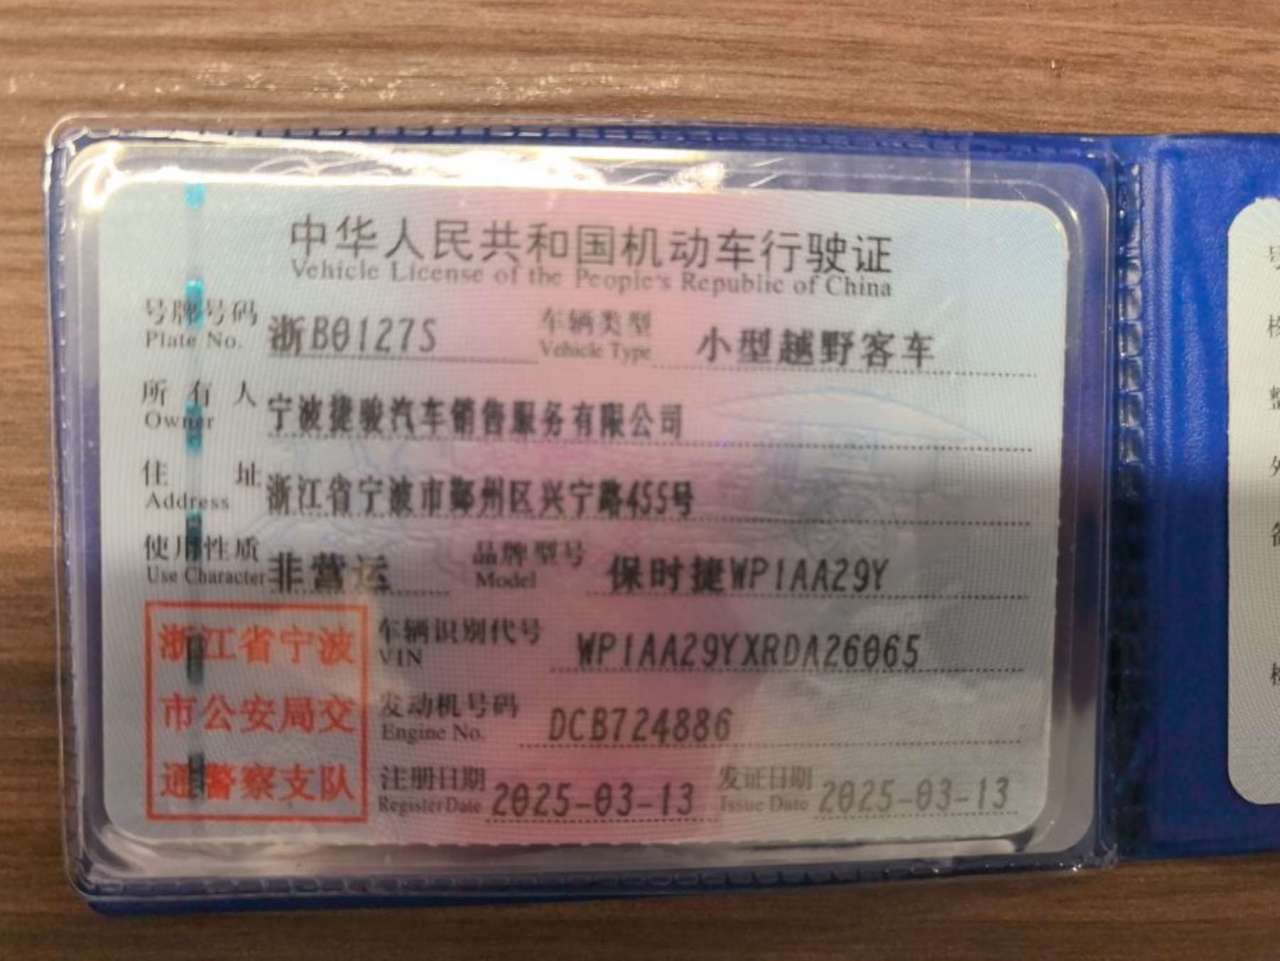 中华人民共和国机动车行驶证
Vehicle License of the People's Republic of China
号牌号码 浙B0127S 车辆类型 小型越野客车
Plate No. Vehicle Type
所有人 宁波捷骏汽车销售服务有限公司
Owner
住址 浙江省宁波市鄞州区兴宁路455号
Address
使用性质 非营运 品牌型号 保时捷WP1AA29Y
Use Character Model
浙江省宁波
市公安局交
通警察支队
车辆识别代号 WP1AA29YXRDA26065
VIN
发动机号码 DCB724886
Engine No.
注册日期 2025-03-13 发证日期 2025-03-13
Register Date Issue Date